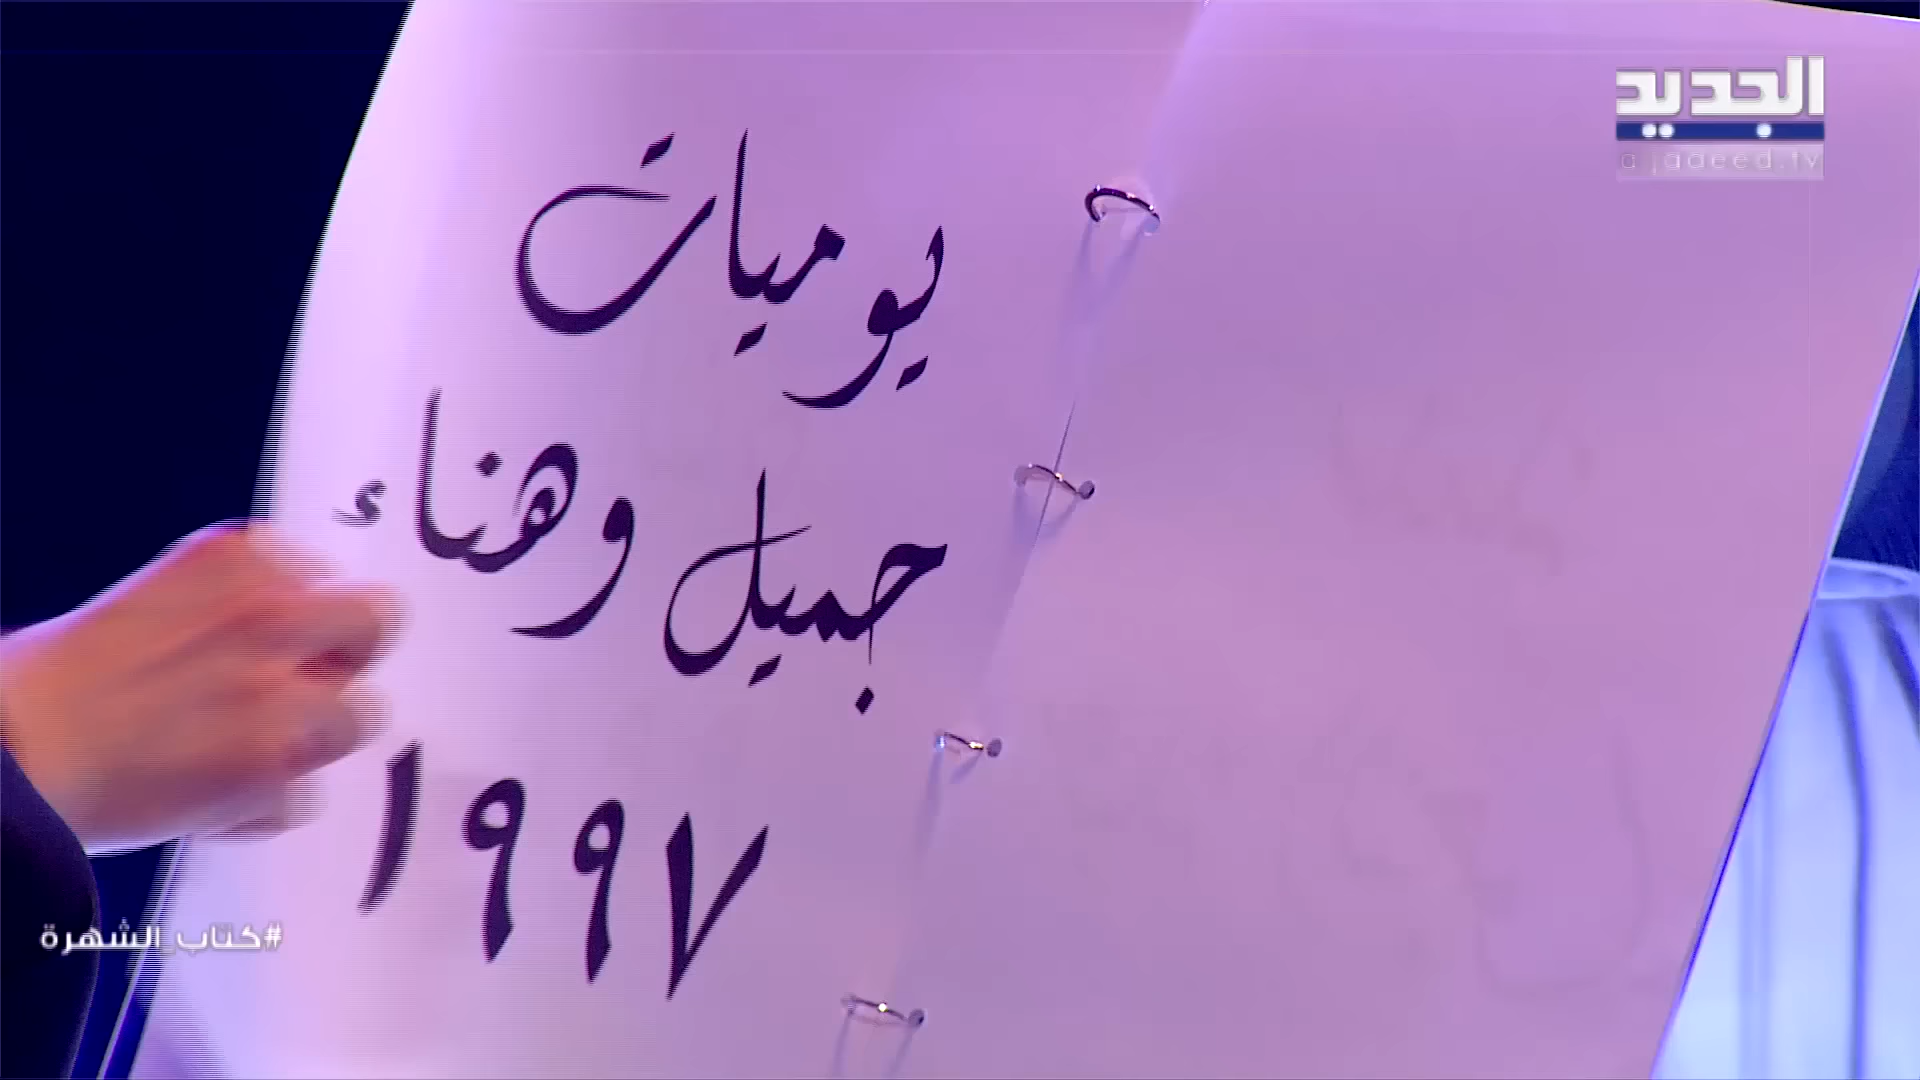 الجديد
aljadeed.tv
يوميات
جميل وهناء
١٩٩٧
#كتاب_الشهرة